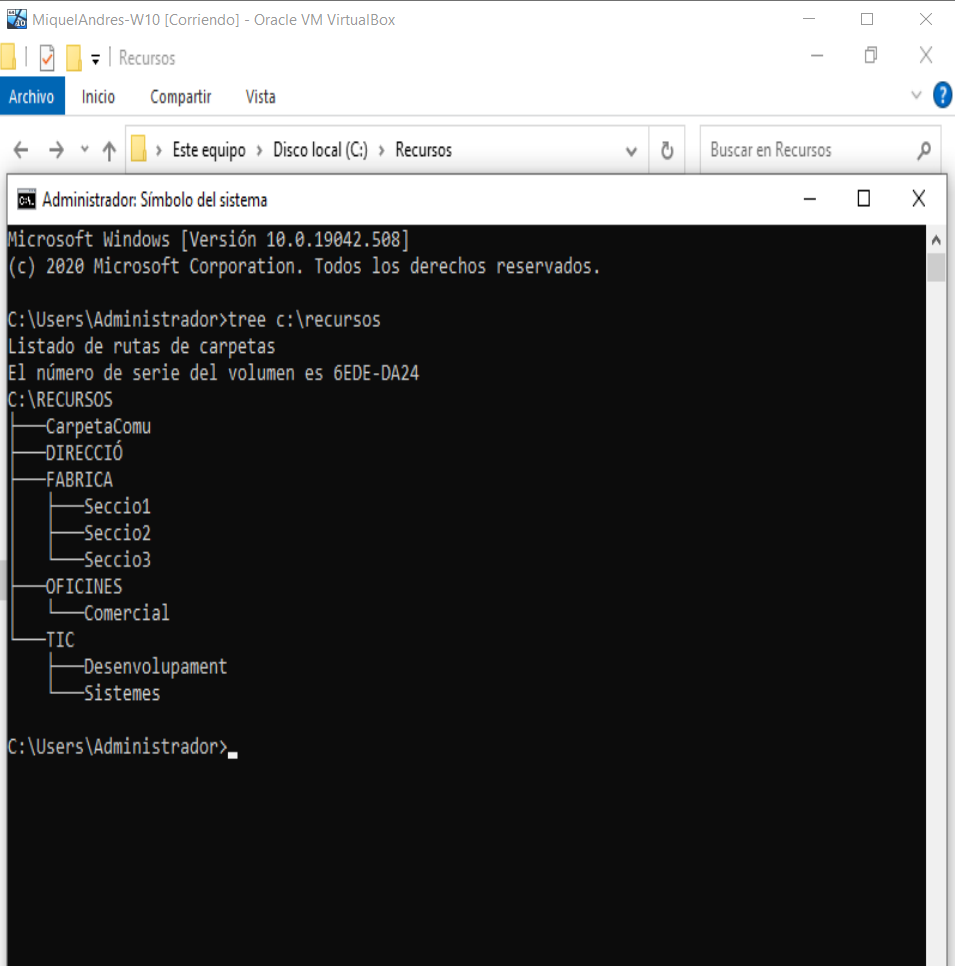 MiquelAndres-W10 [Corriendo] - Oracle VM VirtualBox
Recursos
Archivo Inicio Compartir Vista
Este equipo > Disco local (C:) > Recursos
Buscar en Recursos
Administrador: Símbolo del sistema
Microsoft Windows [Versión 10.0.19042.508]
(c) 2020 Microsoft Corporation. Todos los derechos reservados.
C:\Users\Administrador>tree c:\recursos
Listado de rutas de carpetas
El número de serie del volumen es 6EDE-DA24
C:\RECURSOS
├───CarpetaComu
├───DIRECCIÓ
├───FABRICA
│   ├───Seccio1
│   ├───Seccio2
│   └───Seccio3
├───OFICINES
│   └───Comercial
└───TIC
    ├───Desenvolupament
    └───Sistemes
C:\Users\Administrador>